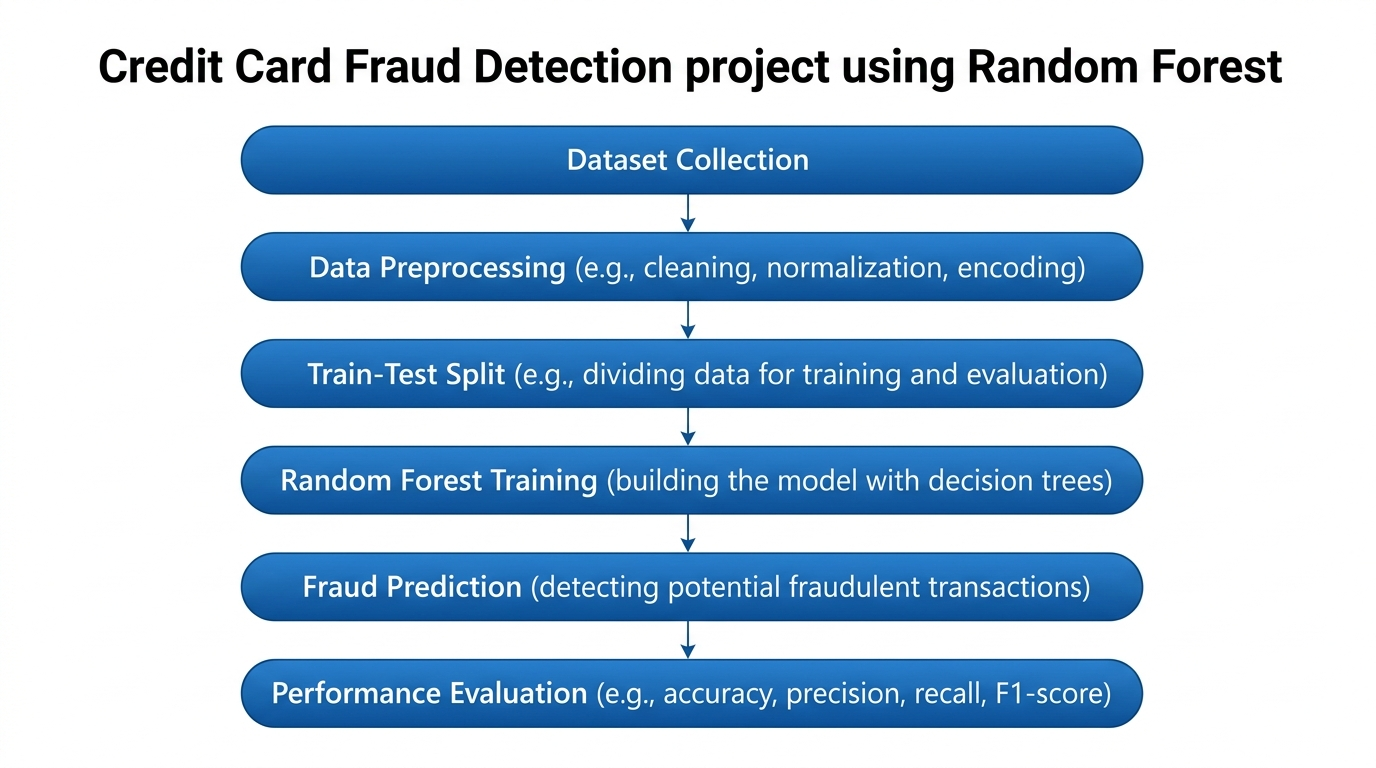 Credit Card Fraud Detection project using Random Forest
Dataset Collection
Data Preprocessing (e.g., cleaning, normalization, encoding)
Train-Test Split (e.g., dividing data for training and evaluation)
Random Forest Training (building the model with decision trees)
Fraud Prediction (detecting potential fraudulent transactions)
Performance Evaluation (e.g., accuracy, precision, recall, F1-score)